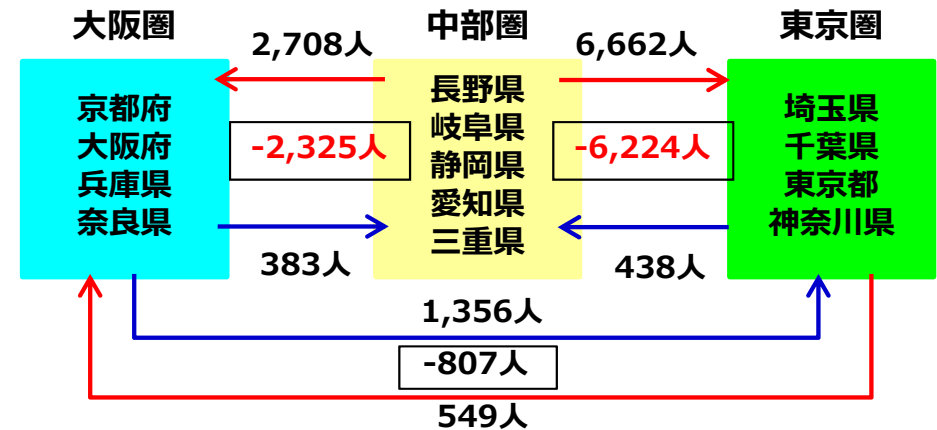 大阪圏
中部圏
東京圏
2,708人
6,662人
京都府
大阪府
兵庫県
奈良県
-2,325人
長野県
岐阜県
静岡県
愛知県
三重県
-6,224人
埼玉県
千葉県
東京都
神奈川県
383人
438人
1,356人
-807人
549人